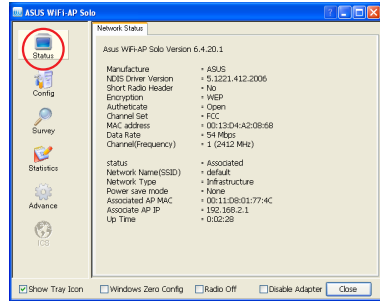 ASUS WiFi-AP Solo
Network Status
Status
Config
Survey
Statistics
Advance
ICS
Asus WiFi-AP Solo Version 6.4.20.1
Manufacture = ASUS
NDIS Driver Version = 5.1221.412.2006
Short Radio Header = No
Encryption = WEP
Autheticate = Open
Channel Set = FCC
MAC address = 00:13:D4:A2:08:68
Data Rate = 54 Mbps
Channel(Frequency) = 1 (2412 MHz)
status = Associated
Network Name(SSID) = default
Network Type = Infrastructure
Power save mode = None
Associated AP MAC = 00:11:D8:01:77:4C
Associate AP IP = 192.168.2.1
Up Time = 0:02:28
Show Tray Icon Windows Zero Config Radio Off Disable Adapter Close